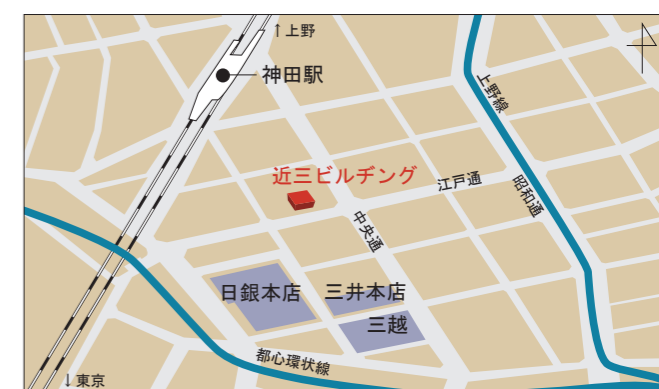 ↑上野
神田駅
上野線
近三ビルヂング
江戸通
昭和通
中央通
日銀本店
三井本店
三越
都心環状線
↓東京